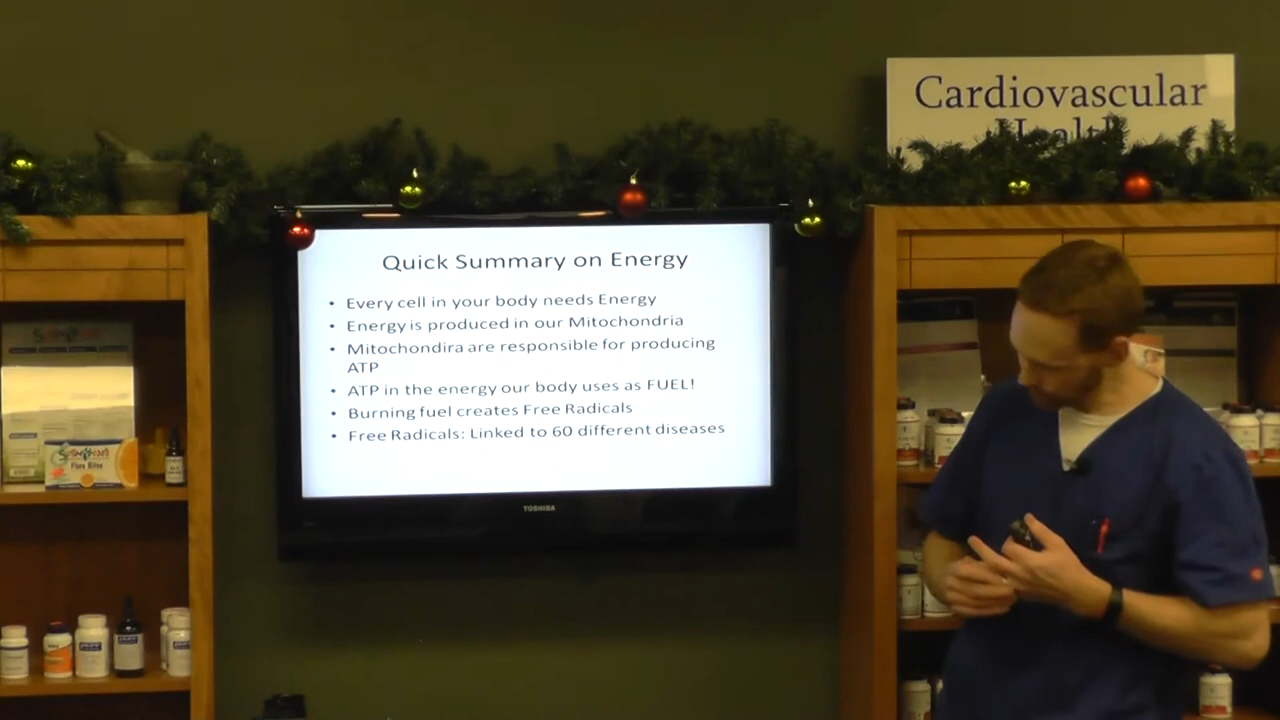 Cardiovascular
Health
Quick Summary on Energy
• Every cell in your body needs Energy
• Energy is produced in our Mitochondria
• Mitochondira are responsible for producing
ATP
• ATP in the energy our body uses as FUEL!
• Burning fuel creates Free Radicals
• Free Radicals: Linked to 60 different diseases
TOSHIBA